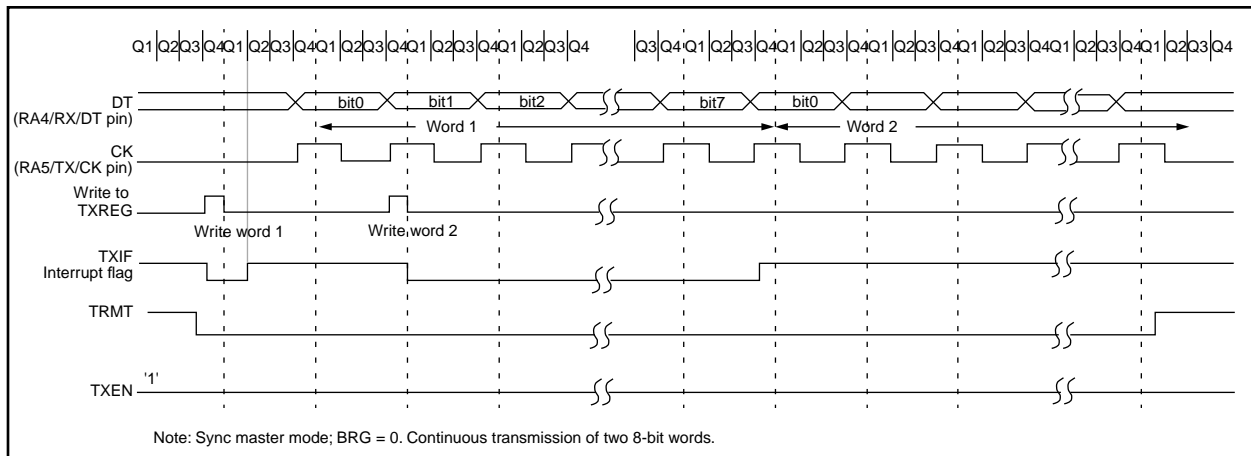 Q1 Q2 Q3 Q4 Q1 Q2 Q3 Q4 Q1 Q2 Q3 Q4 Q1 Q2 Q3 Q4 Q1 Q2 Q3 Q4 Q3 Q4 Q1 Q2 Q3 Q4 Q1 Q2 Q3 Q4 Q1 Q2 Q3 Q4 Q1 Q2 Q3 Q4 Q1 Q2 Q3 Q4 Q1 Q2 Q3 Q4
DT
(RA4/RX/DT pin)
bit0 bit1 bit2 bit7 bit0
Word 1 Word 2
CK
(RA5/TX/CK pin)
Write to
TXREG
Write word 1 Write word 2
TXIF
Interrupt flag
TRMT
'1'
TXEN
Note: Sync master mode; BRG = 0. Continuous transmission of two 8-bit words.